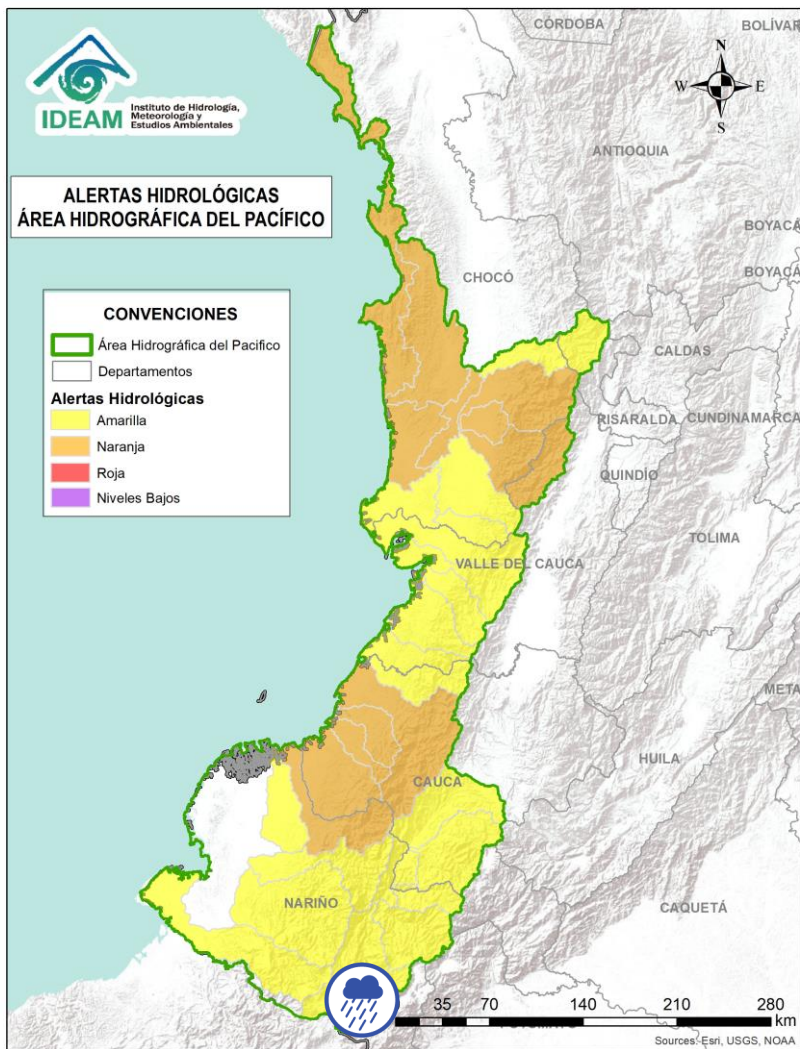 IDEAM
Instituto de Hidrología,
Meteorología y
Estudios Ambientales
CÓRDOBA
BOLÍVAR
N
W
E
S
ANTIOQUIA
ALERTAS HIDROLÓGICAS
ÁREA HIDROGRÁFICA DEL PACÍFICO
BOYACÁ
CHOCÓ
BOYACÁ
CONVENCIONES
Área Hidrográfica del Pacifico
Departamentos
Alertas Hidrológicas
Amarilla
Naranja
Roja
Niveles Bajos
CALDAS
RISARALDA
CUNDINAMARCA
QUINDÍO
TOLIMA
VALLE DEL CAUCA
META
HUILA
CAUCA
NARIÑO
CAQUETÁ
35 70 140 210 280
km
Sources: Esri, USGS, NOAA